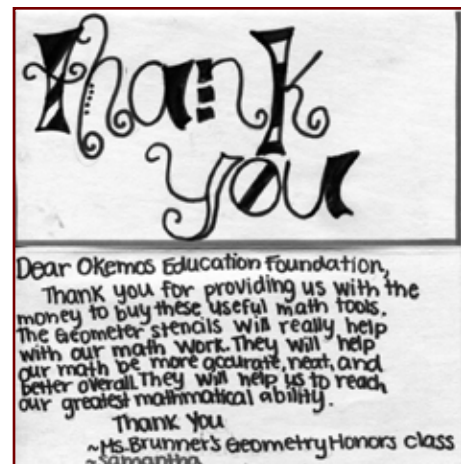 Thank
you
Dear Okemos Education Foundation,
Thank you for providing us with the
money to buy these useful math tools.
The Geometer stencils will really help
with our math work. They will help
our math be more accurate, neat, and
better overall. They will help us to reach
our greatest mathmatical ability.
Thank You
~Ms. Brunner's Geometry Honors class
~Samantha